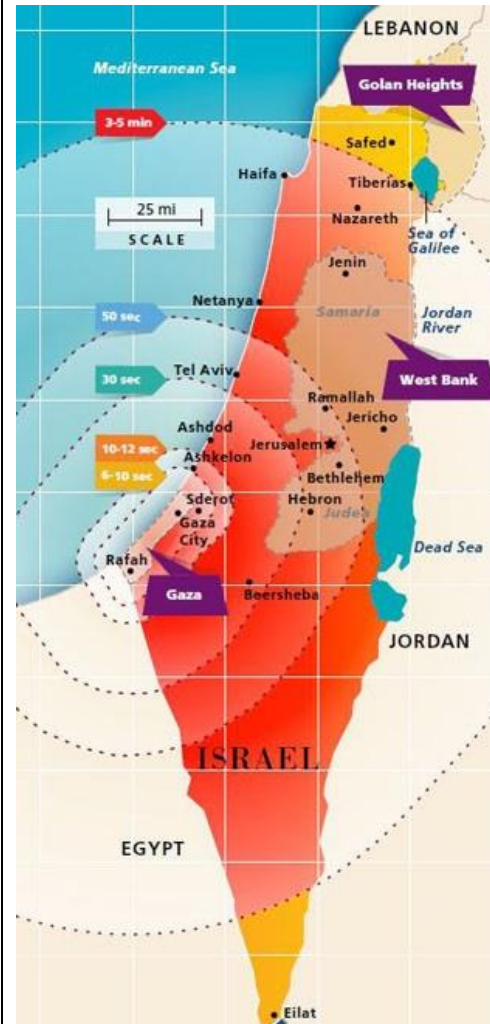 LEBANON
Mediterranean Sea
Golan Heights
3-5 min
Safed
Haifa
Tiberias
25 mi
SCALE
Nazareth
Sea of
Galilee
Jenin
Netanya
Samaria
Jordan
River
50 sec
Tel Aviv
30 sec
West Bank
Ramallah
Jericho
Ashdod
Jerusalem
10-12 sec
Ashkelon
6-10 sec
Bethlehem
Sderot
Hebron
Judea
Gaza
City
Dead Sea
Rafah
Gaza
Beersheba
JORDAN
ISRAEL
EGYPT
Eilat